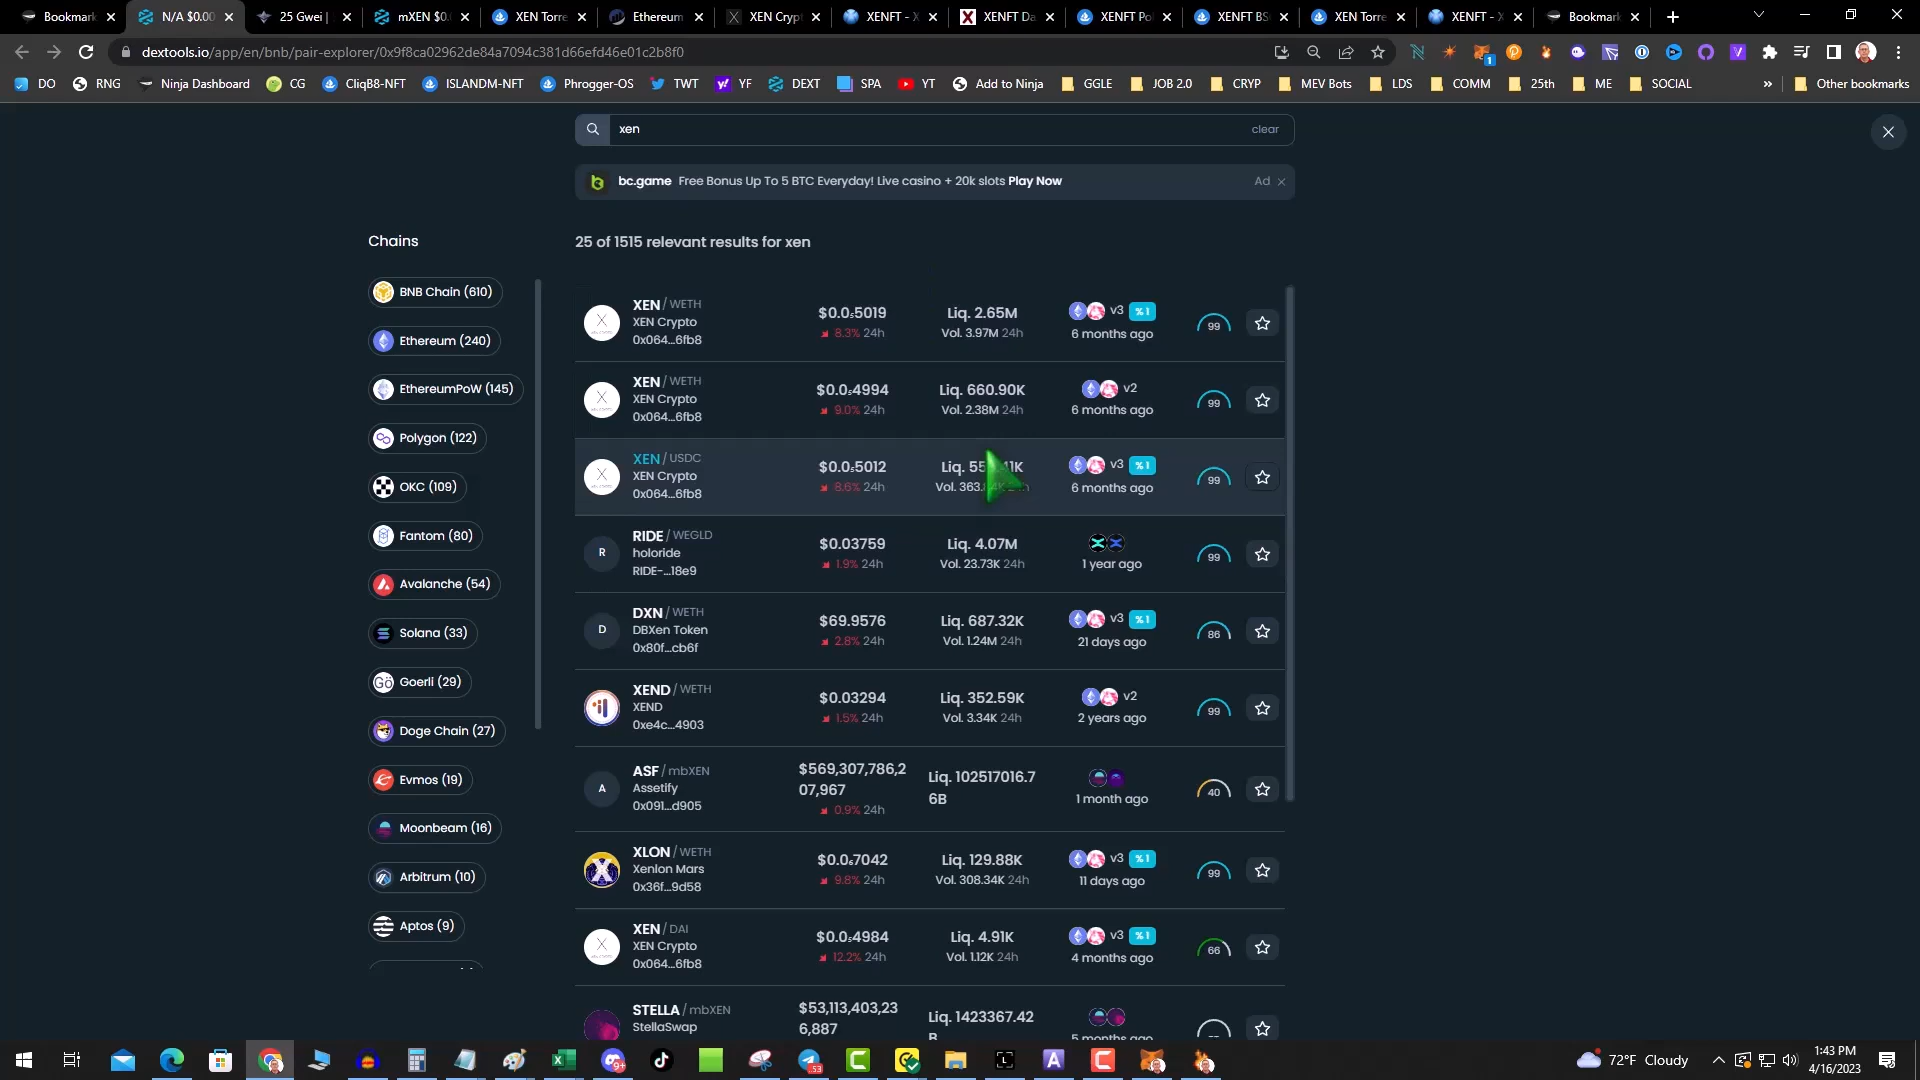 Bookmark
N/A $0.00
25 Gwei |
mXEN $0.
XEN Torre
Ethereum
XEN Cryp
XENFT - X
XENFT Da
XENFT Po
XENFT BS
XEN Torre
XENFT - X
Bookmark
dextools.io/app/en/bnb/pair-explorer/0x9f8ca02962de84a7094c381d66efd46e01c2b8f0
DO
RNG
Ninja Dashboard
CG
CliqB8-NFT
ISLANDM-NFT
Phrogger-OS
TWT
YF
DEXT
SPA
YT
Add to Ninja
GGLE
JOB 2.0
CRYP
MEV Bots
LDS
COMM
25th
ME
SOCIAL
»
Other bookmarks
xen
clear
bc.game Free Bonus Up To 5 BTC Everyday! Live casino + 20k slots Play Now
Ad
Chains
BNB Chain (610)
Ethereum (240)
EthereumPoW (145)
Polygon (122)
OKC (109)
Fantom (80)
Avalanche (54)
Solana (33)
Goerli (29)
Doge Chain (27)
Evmos (19)
Moonbeam (16)
Arbitrum (10)
Aptos (9)
25 of 1515 relevant results for xen
XEN / WETH
XEN Crypto
0x064...6fb8
$0.0₅5019
8.3% 24h
Liq. 2.65M
Vol. 3.97M 24h
v3 %1
6 months ago
99
XEN / WETH
XEN Crypto
0x064...6fb8
$0.0₅4994
9.0% 24h
Liq. 660.90K
Vol. 2.38M 24h
v2
6 months ago
99
XEN / USDC
XEN Crypto
0x064...6fb8
$0.0₅5012
8.6% 24h
Liq.
Vol.
v3 %1
6 months ago
99
R
RIDE / WEGLD
holoride
RIDE-...18e9
$0.03759
1.9% 24h
Liq. 4.07M
Vol. 23.73K 24h
1 year ago
99
D
DXN / WETH
DBXen Token
0x80f...cb6f
$69.9576
2.8% 24h
Liq. 687.32K
Vol. 1.24M 24h
v3 %1
21 days ago
86
XEND / WETH
XEND
0xe4c...4903
$0.03294
1.5% 24h
Liq. 352.59K
Vol. 3.34K 24h
v2
2 years ago
99
A
ASF / mbXEN
Assetify
0x091...d905
$569,307,786,2
07,967
0.9% 24h
Liq. 102517016.7
6B
1 month ago
40
XLON / WETH
Xenlon Mars
0x36f...9d58
$0.0₆7042
9.8% 24h
Liq. 129.88K
Vol. 308.34K 24h
v3 %1
11 days ago
99
XEN / DAI
XEN Crypto
0x064...6fb8
$0.0₅4984
12.2% 24h
Liq. 4.91K
Vol. 1.12K 24h
v3 %1
4 months ago
66
STELLA / mbXEN
StellaSwap
$53,113,403,23
6,887
Liq. 1423367.42
B
5 months ago
72°F Cloudy
1:43 PM
4/16/2023